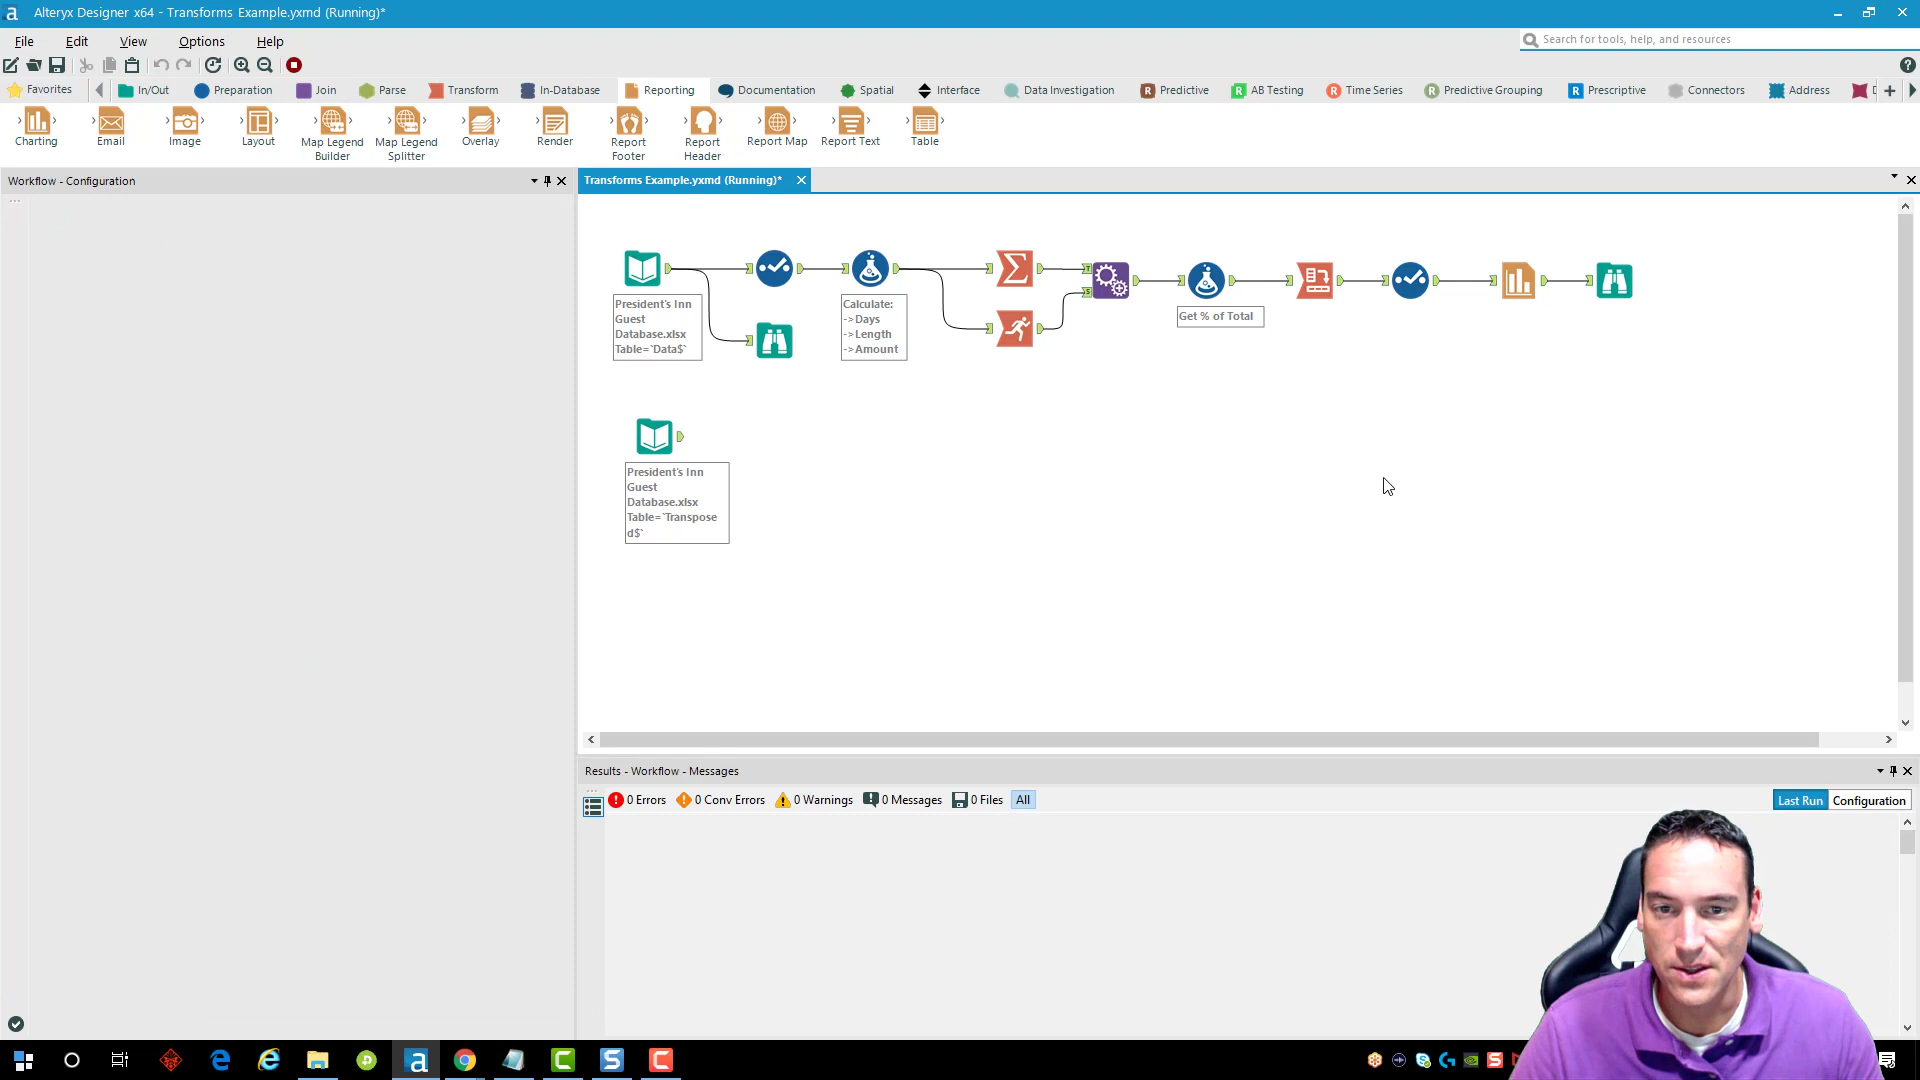 Alteryx Designer x64 - Transforms Example.yxmd (Running)*
File Edit View Options Help
Search for tools, help, and resources
Favorites In/Out Preparation Join Parse Transform In-Database Reporting Documentation Spatial Interface Data Investigation Predictive AB Testing Time Series Predictive Grouping Prescriptive Connectors Address
Charting Email Image Layout Map Legend Builder Map Legend Splitter Overlay Render Report Footer Report Header Report Map Report Text Table
Workflow - Configuration
Transforms Example.yxmd (Running)*
President's Inn
Guest
Database.xlsx
Table=`Data$`
Calculate:
->Days
->Length
->Amount
Get % of Total
President's Inn
Guest
Database.xlsx
Table=`Transpose
d$`
Results - Workflow - Messages
0 Errors 0 Conv Errors 0 Warnings 0 Messages 0 Files All
Last Run Configuration